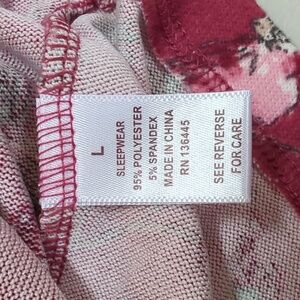 L
SLEEPWEAR
95% POLYESTER
5% SPANDEX
MADE IN CHINA
RN 136445
SEE REVERSE
FOR CARE